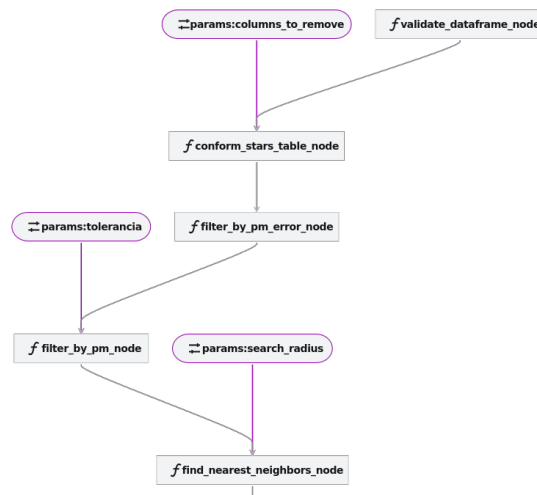 params:columns_to_remove
validate_dataframe_node
conform_stars_table_node
params:tolerancia
filter_by_pm_error_node
filter_by_pm_node
params:search_radius
find_nearest_neighbors_node